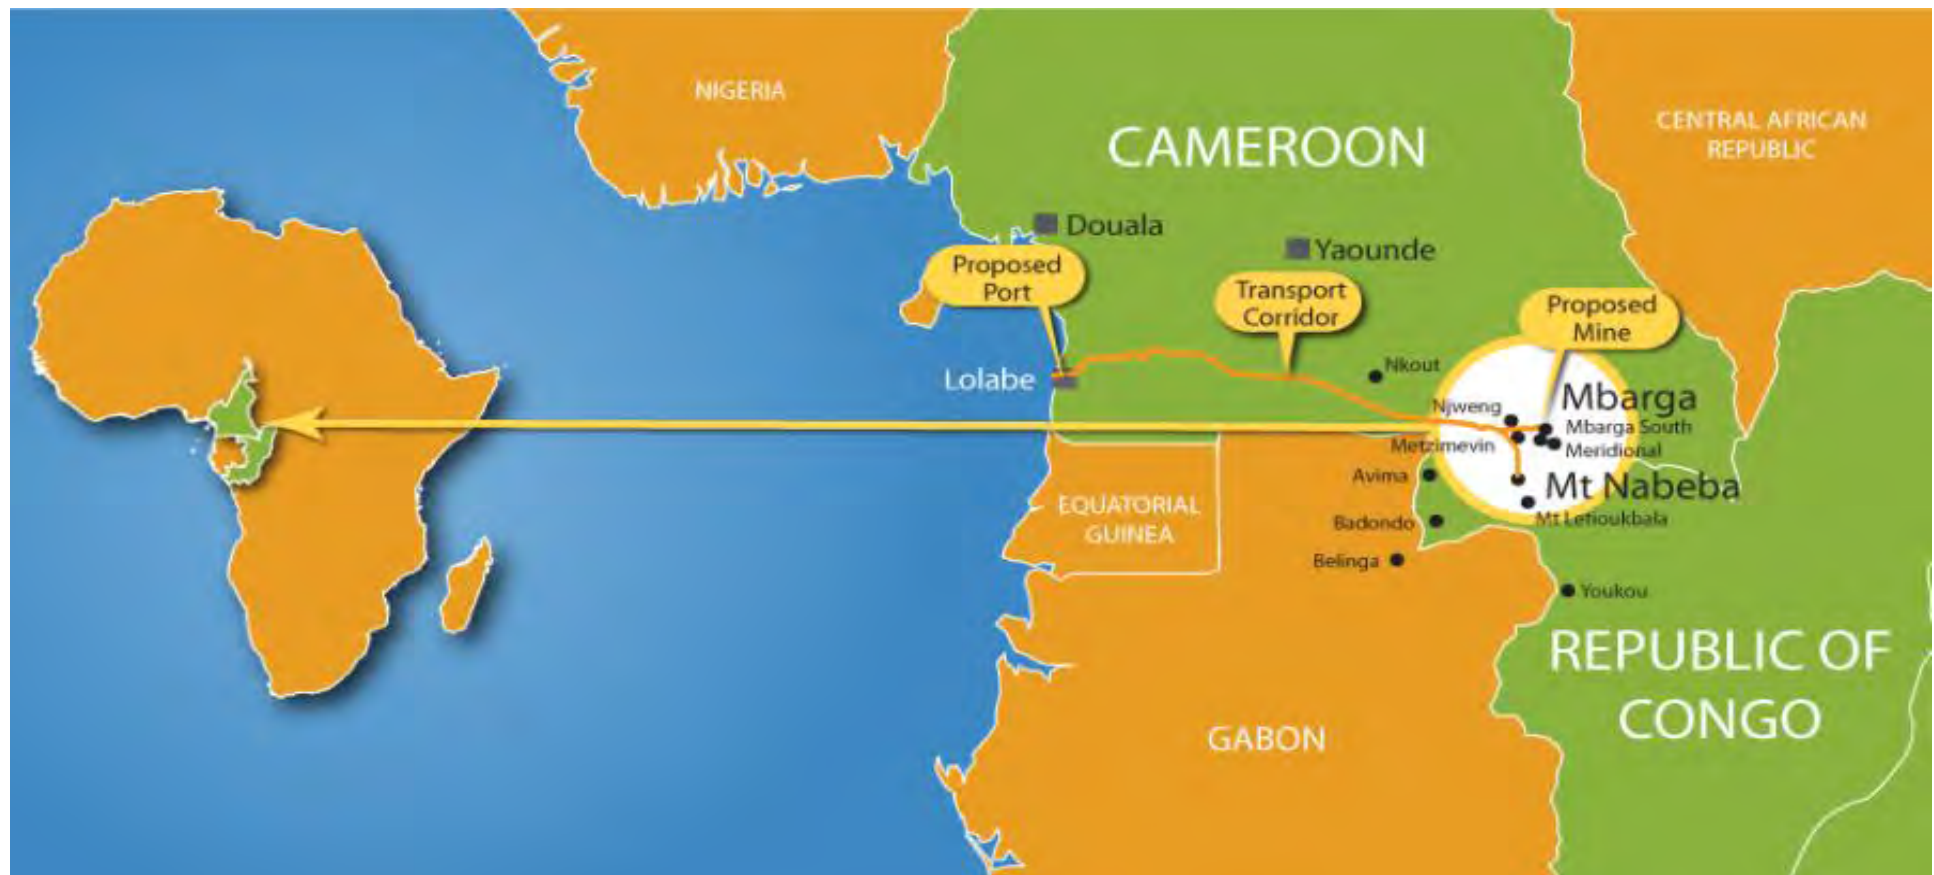 NIGERIA
CAMEROON
CENTRAL AFRICAN
REPUBLIC
Douala
Yaounde
Proposed
Port
Transport
Corridor
Proposed
Mine
Lolabe
Nkout
Njweng
Mbarga
Mbarga South
Metzimevin
Meridional
Avima
Mt Nabeba
EQUATORIAL
GUINEA
Badondo
Mt Letioukbala
Belinga
Youkou
REPUBLIC OF
CONGO
GABON